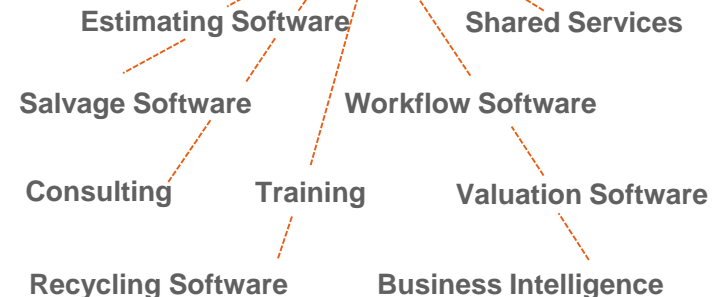 Estimating Software Shared Services
Salvage Software Workflow Software
Consulting Training Valuation Software
Recycling Software Business Intelligence